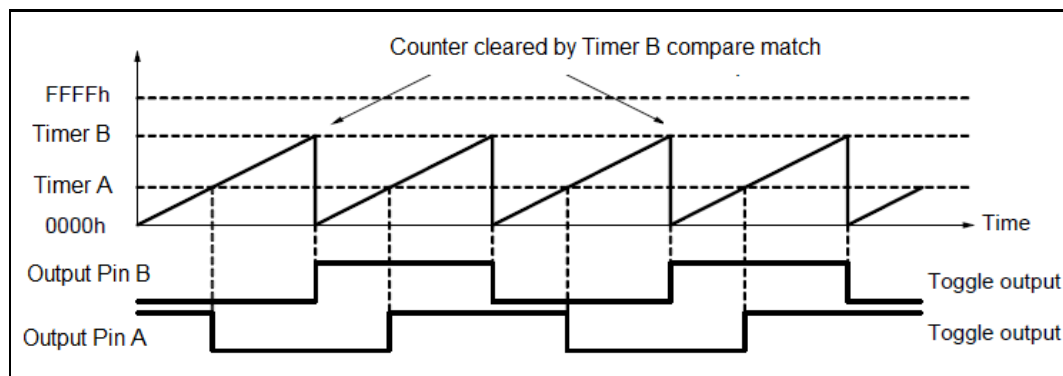 Counter cleared by Timer B compare match
FFFFh
Timer B
Timer A
0000h
Time
Output Pin B
Toggle output
Output Pin A
Toggle output